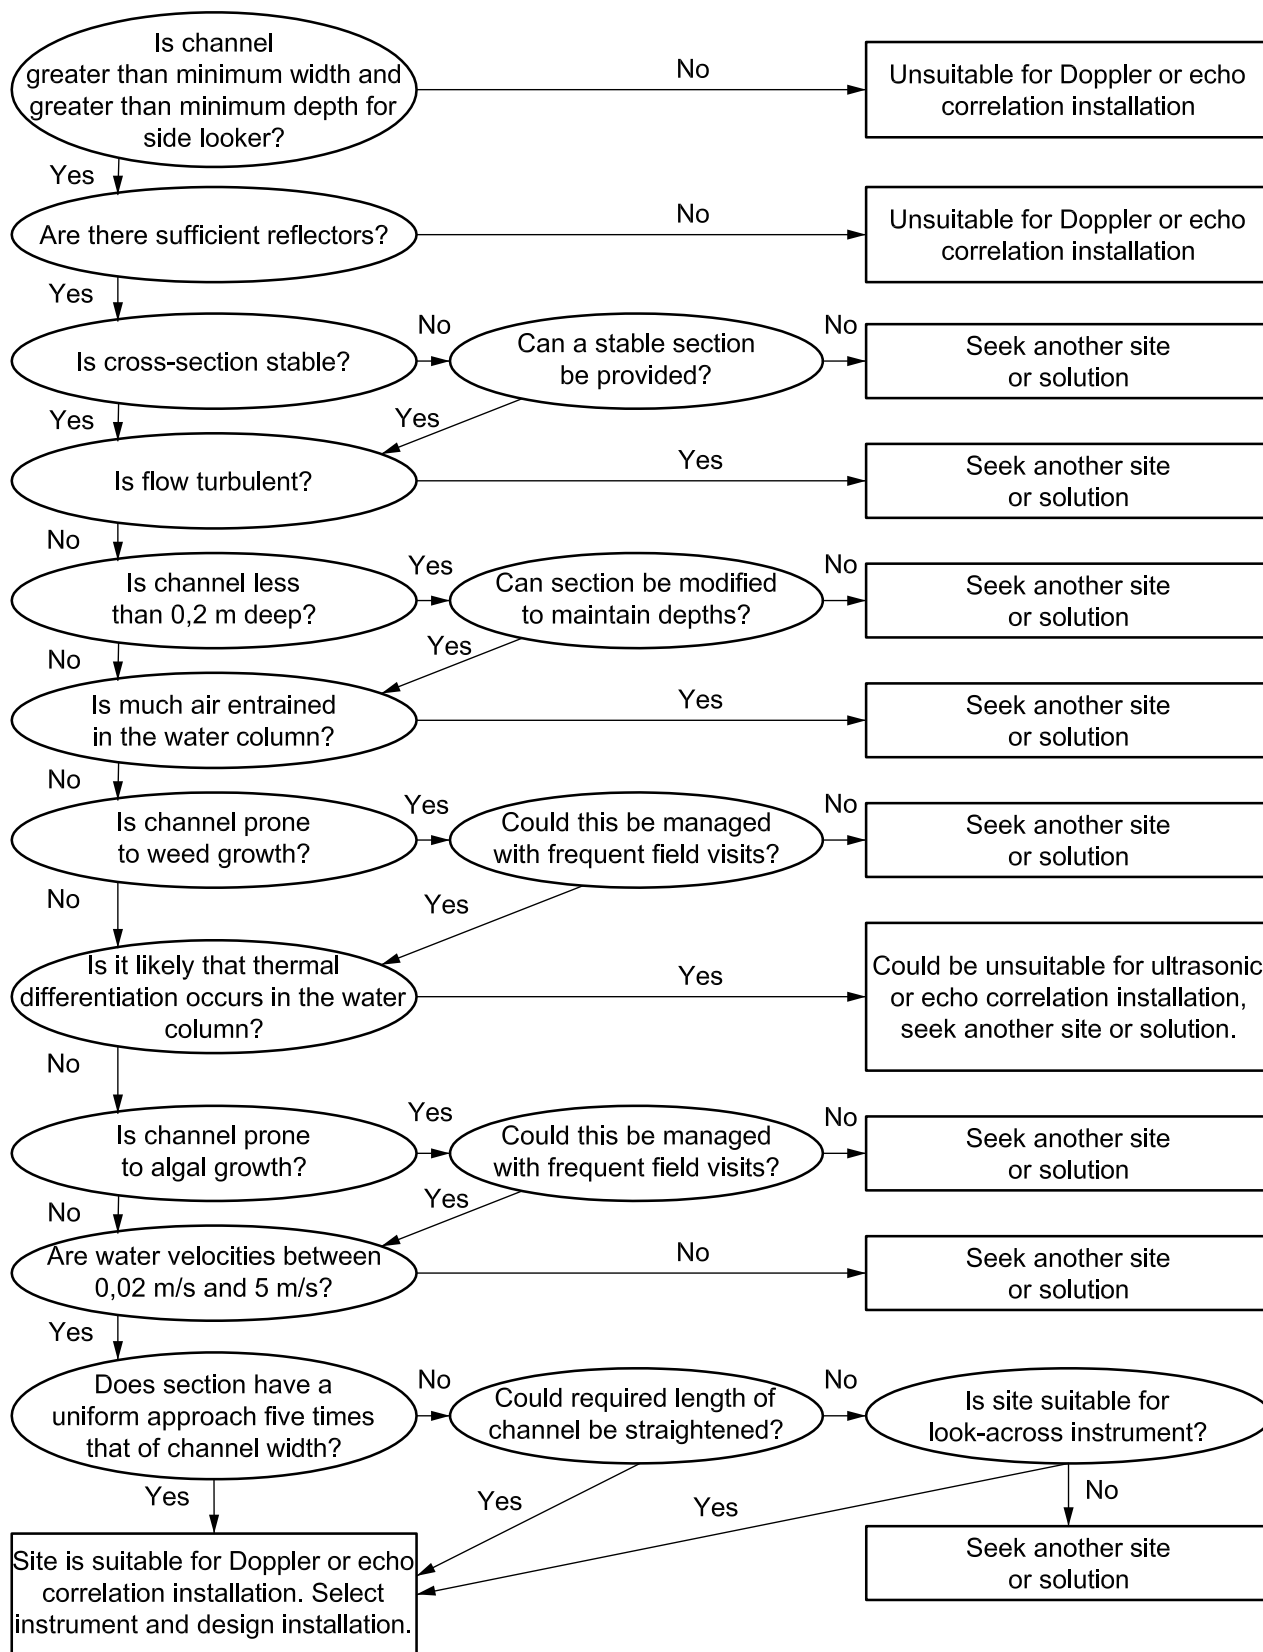 Is channel
greater than minimum width and
greater than minimum depth for
side looker?
No
Unsuitable for Doppler or echo
correlation installation
Yes
Are there sufficient reflectors?
No
Unsuitable for Doppler or echo
correlation installation
Yes
Is cross-section stable?
No
Can a stable section
be provided?
No
Seek another site
or solution
Yes
Yes
Is flow turbulent?
Yes
Seek another site
or solution
No
Is channel less
than 0,2 m deep?
Yes
Can section be modified
to maintain depths?
No
Seek another site
or solution
No
Yes
Is much air entrained
in the water column?
Yes
Seek another site
or solution
No
Is channel prone
to weed growth?
Yes
Could this be managed
with frequent field visits?
No
Seek another site
or solution
No
Yes
Is it likely that thermal
differentiation occurs in the water
column?
Yes
Could be unsuitable for ultrasonic
or echo correlation installation,
seek another site or solution.
No
Is channel prone
to algal growth?
Yes
Could this be managed
with frequent field visits?
No
Seek another site
or solution
No
Yes
Are water velocities between
0,02 m/s and 5 m/s?
No
Seek another site
or solution
Yes
Does section have a
uniform approach five times
that of channel width?
No
Could required length of
channel be straightened?
No
Is site suitable for
look-across instrument?
Yes
Yes
Yes
No
Site is suitable for Doppler or echo
correlation installation. Select
instrument and design installation.
Seek another site
or solution